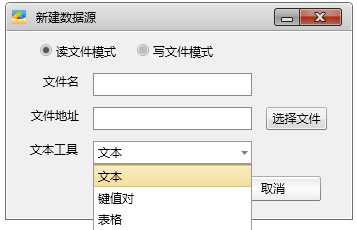 新建数据源
读文件模式 写文件模式
文件名
文件地址 选择文件
文本工具 文本
文本
键值对 取消
表格